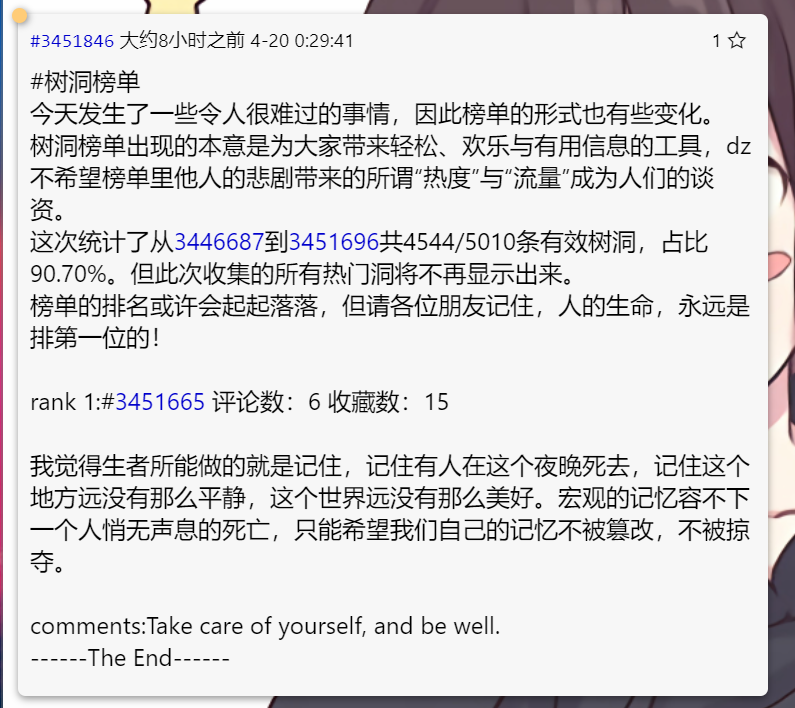 #3451846 大约8小时之前 4-20 0:29:41 1 ☆
#树洞榜单
今天发生了一些令人很难过的事情，因此榜单的形式也有些变化。
树洞榜单出现的本意是为大家带来轻松、欢乐与有用信息的工具，dz
不希望榜单里他人的悲剧带来的所谓“热度”与“流量”成为人们的谈
资。
这次统计了从3446687到3451696共4544/5010条有效树洞，占比
90.70%。但此次收集的所有热门洞将不再显示出来。
榜单的排名或许会起起落落，但请各位朋友记住，人的生命，永远是
排第一位的！
rank 1:#3451665 评论数：6 收藏数：15
我觉得生者所能做的就是记住，记住有人在这个夜晚死去，记住这个
地方远没有那么平静，这个世界远没有那么美好。宏观的记忆容不下
一个人悄无声息的死亡，只能希望我们自己的记忆不被篡改，不被掠
夺。
comments:Take care of yourself, and be well.
------The End------